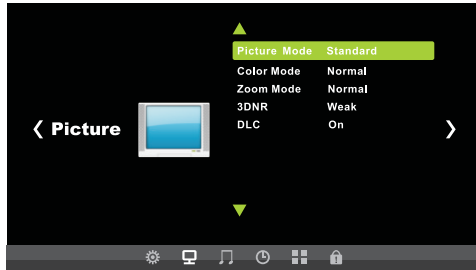 Picture Mode Standard
Color Mode Normal
Zoom Mode Normal
3DNR Weak
DLC On
Picture